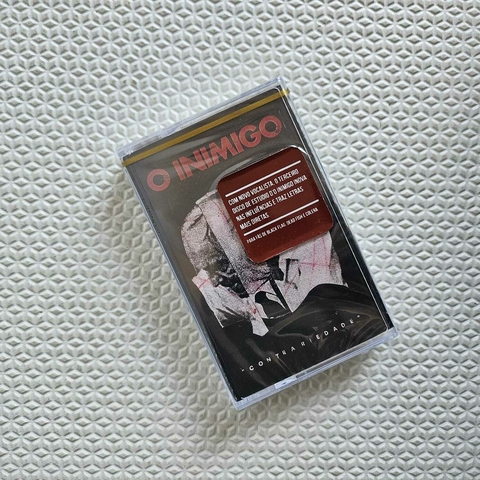 O INIMIGO
COM NOVO VOCALISTA, O TERCEIRO
DISCO DE ESTÚDIO D'O INIMIGO INOVA
NAS INFLUÊNCIAS E TRAZ LETRAS
MAIS DIRETAS
PARA FÃS DE BLACK FLAG, DEAD FISH E COLERA
"CONTRARIEDADE"